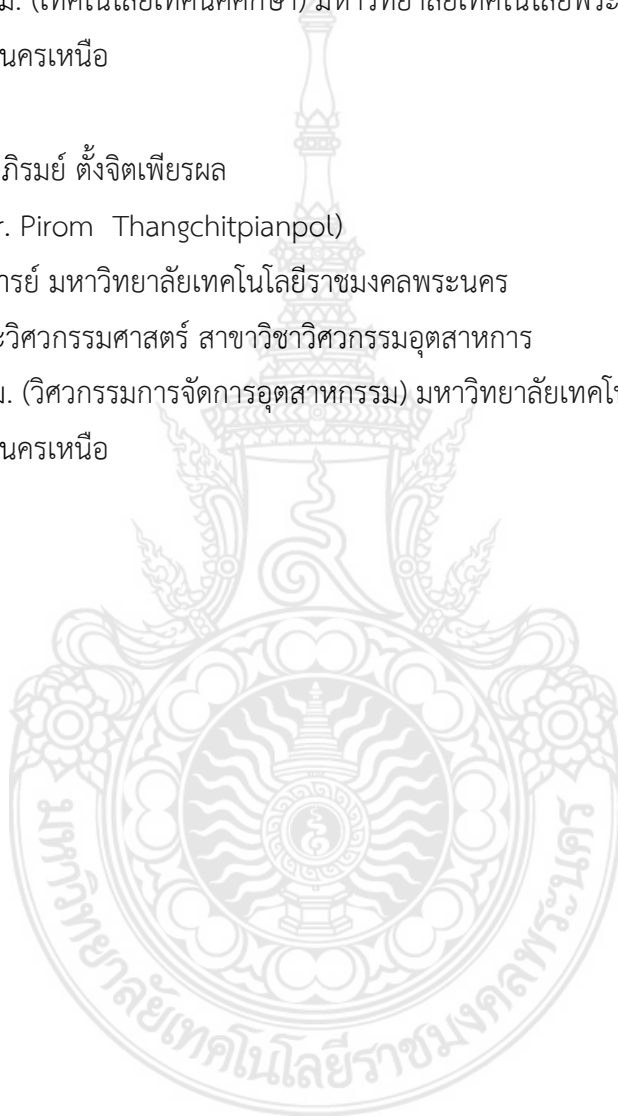 ม. (เทคโนโลยีเทคนิคศึกษา) มหาวิทยาลัยเทคโนโลยีพระ
นครเหนือ
ภิรมย์ ตั้งจิตเพียรผล
r. Pirom Thangchitpianpol)
ารย์ มหาวิทยาลัยเทคโนโลยีราชมงคลพระนคร
ะวิศวกรรมศาสตร์ สาขาวิชาวิศวกรรมอุตสาหการ
ม. (วิศวกรรมการจัดการอุตสาหกรรม) มหาวิทยาลัยเทคโน
นครเหนือ
มหาวิทยาลัยเทคโนโลยีราชมงคลพระนคร